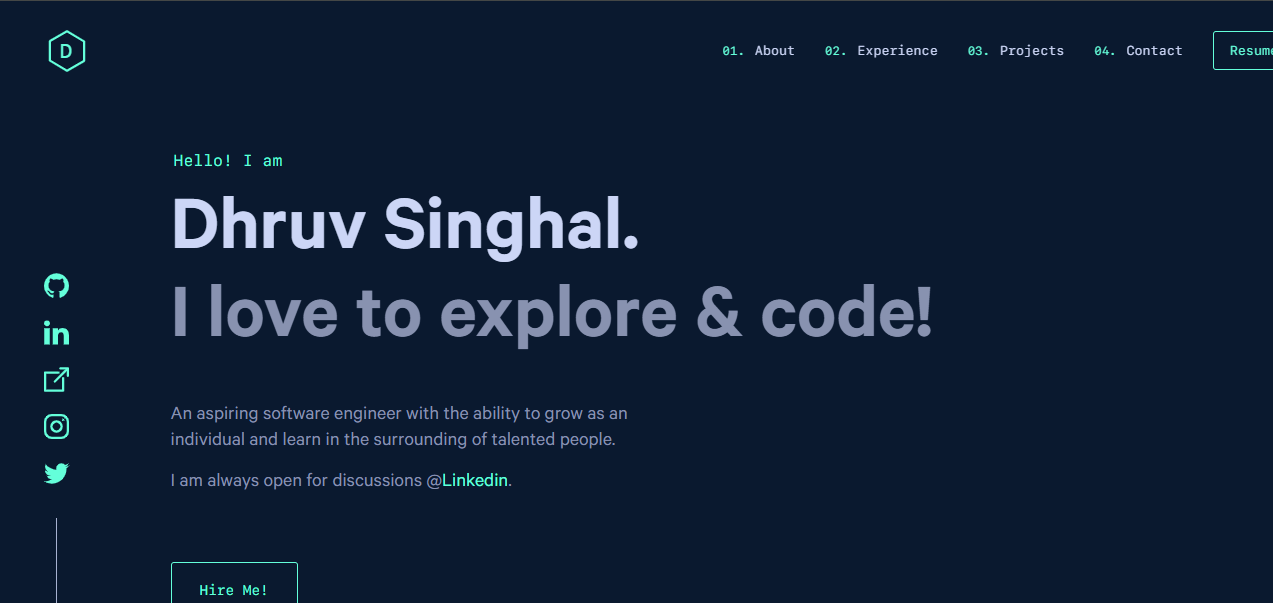 D
01. About 02. Experience 03. Projects 04. Contact Resume
Hello! I am
Dhruv Singhal.
I love to explore & code!
in
An aspiring software engineer with the ability to grow as an
individual and learn in the surrounding of talented people.
I am always open for discussions @Linkedin.
Hire Me!